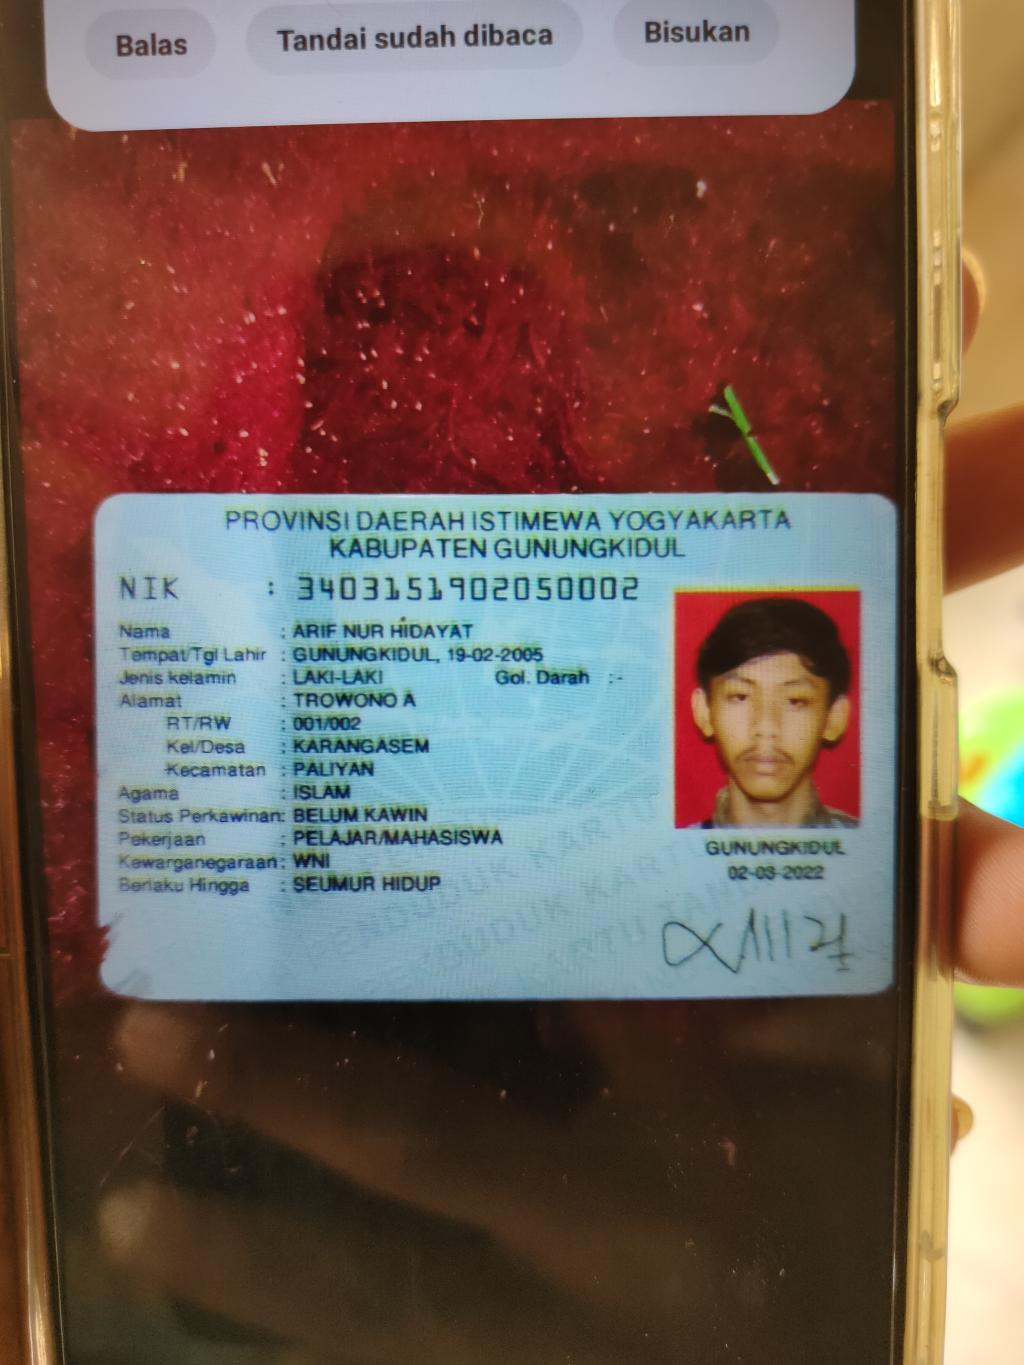 Balas Tandai sudah dibaca Bisukan
PROVINSI DAERAH ISTIMEWA YOGYAKARTA
KABUPATEN GUNUNGKIDUL
NIK : 3403151902050002
Nama : ARIF NUR HIDAYAT
Tempat/Tgl Lahir : GUNUNGKIDUL, 19-02-2005
Jenis kelamin : LAKI-LAKI Gol. Darah : -
Alamat : TROWONO A
RT/RW : 001/002
Kel/Desa : KARANGASEM
Kecamatan : PALIYAN
Agama : ISLAM
Status Perkawinan: BELUM KAWIN
Pekerjaan : PELAJAR/MAHASISWA
Kewarganegaraan: WNI
Berlaku Hingga : SEUMUR HIDUP
GUNUNGKIDUL
02-03-2022